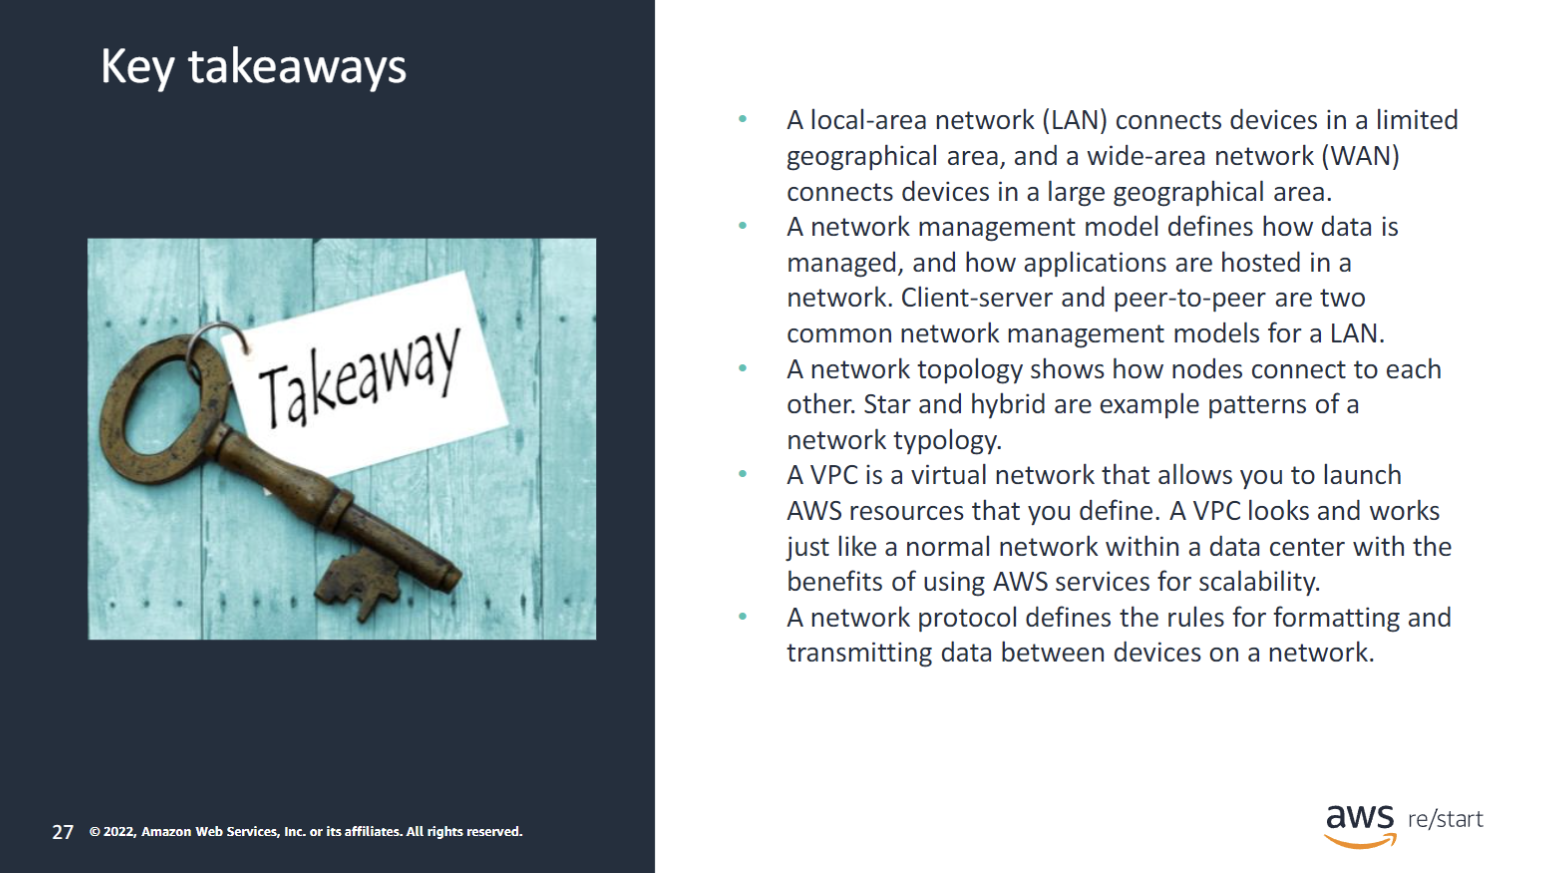 Key takeaways
Takeaway
• A local-area network (LAN) connects devices in a limited
geographical area, and a wide-area network (WAN)
connects devices in a large geographical area.
• A network management model defines how data is
managed, and how applications are hosted in a
network. Client-server and peer-to-peer are two
common network management models for a LAN.
• A network topology shows how nodes connect to each
other. Star and hybrid are example patterns of a
network typology.
• A VPC is a virtual network that allows you to launch
AWS resources that you define. A VPC looks and works
just like a normal network within a data center with the
benefits of using AWS services for scalability.
• A network protocol defines the rules for formatting and
transmitting data between devices on a network.
27 © 2022, Amazon Web Services, Inc. or its affiliates. All rights reserved.
aws re/start